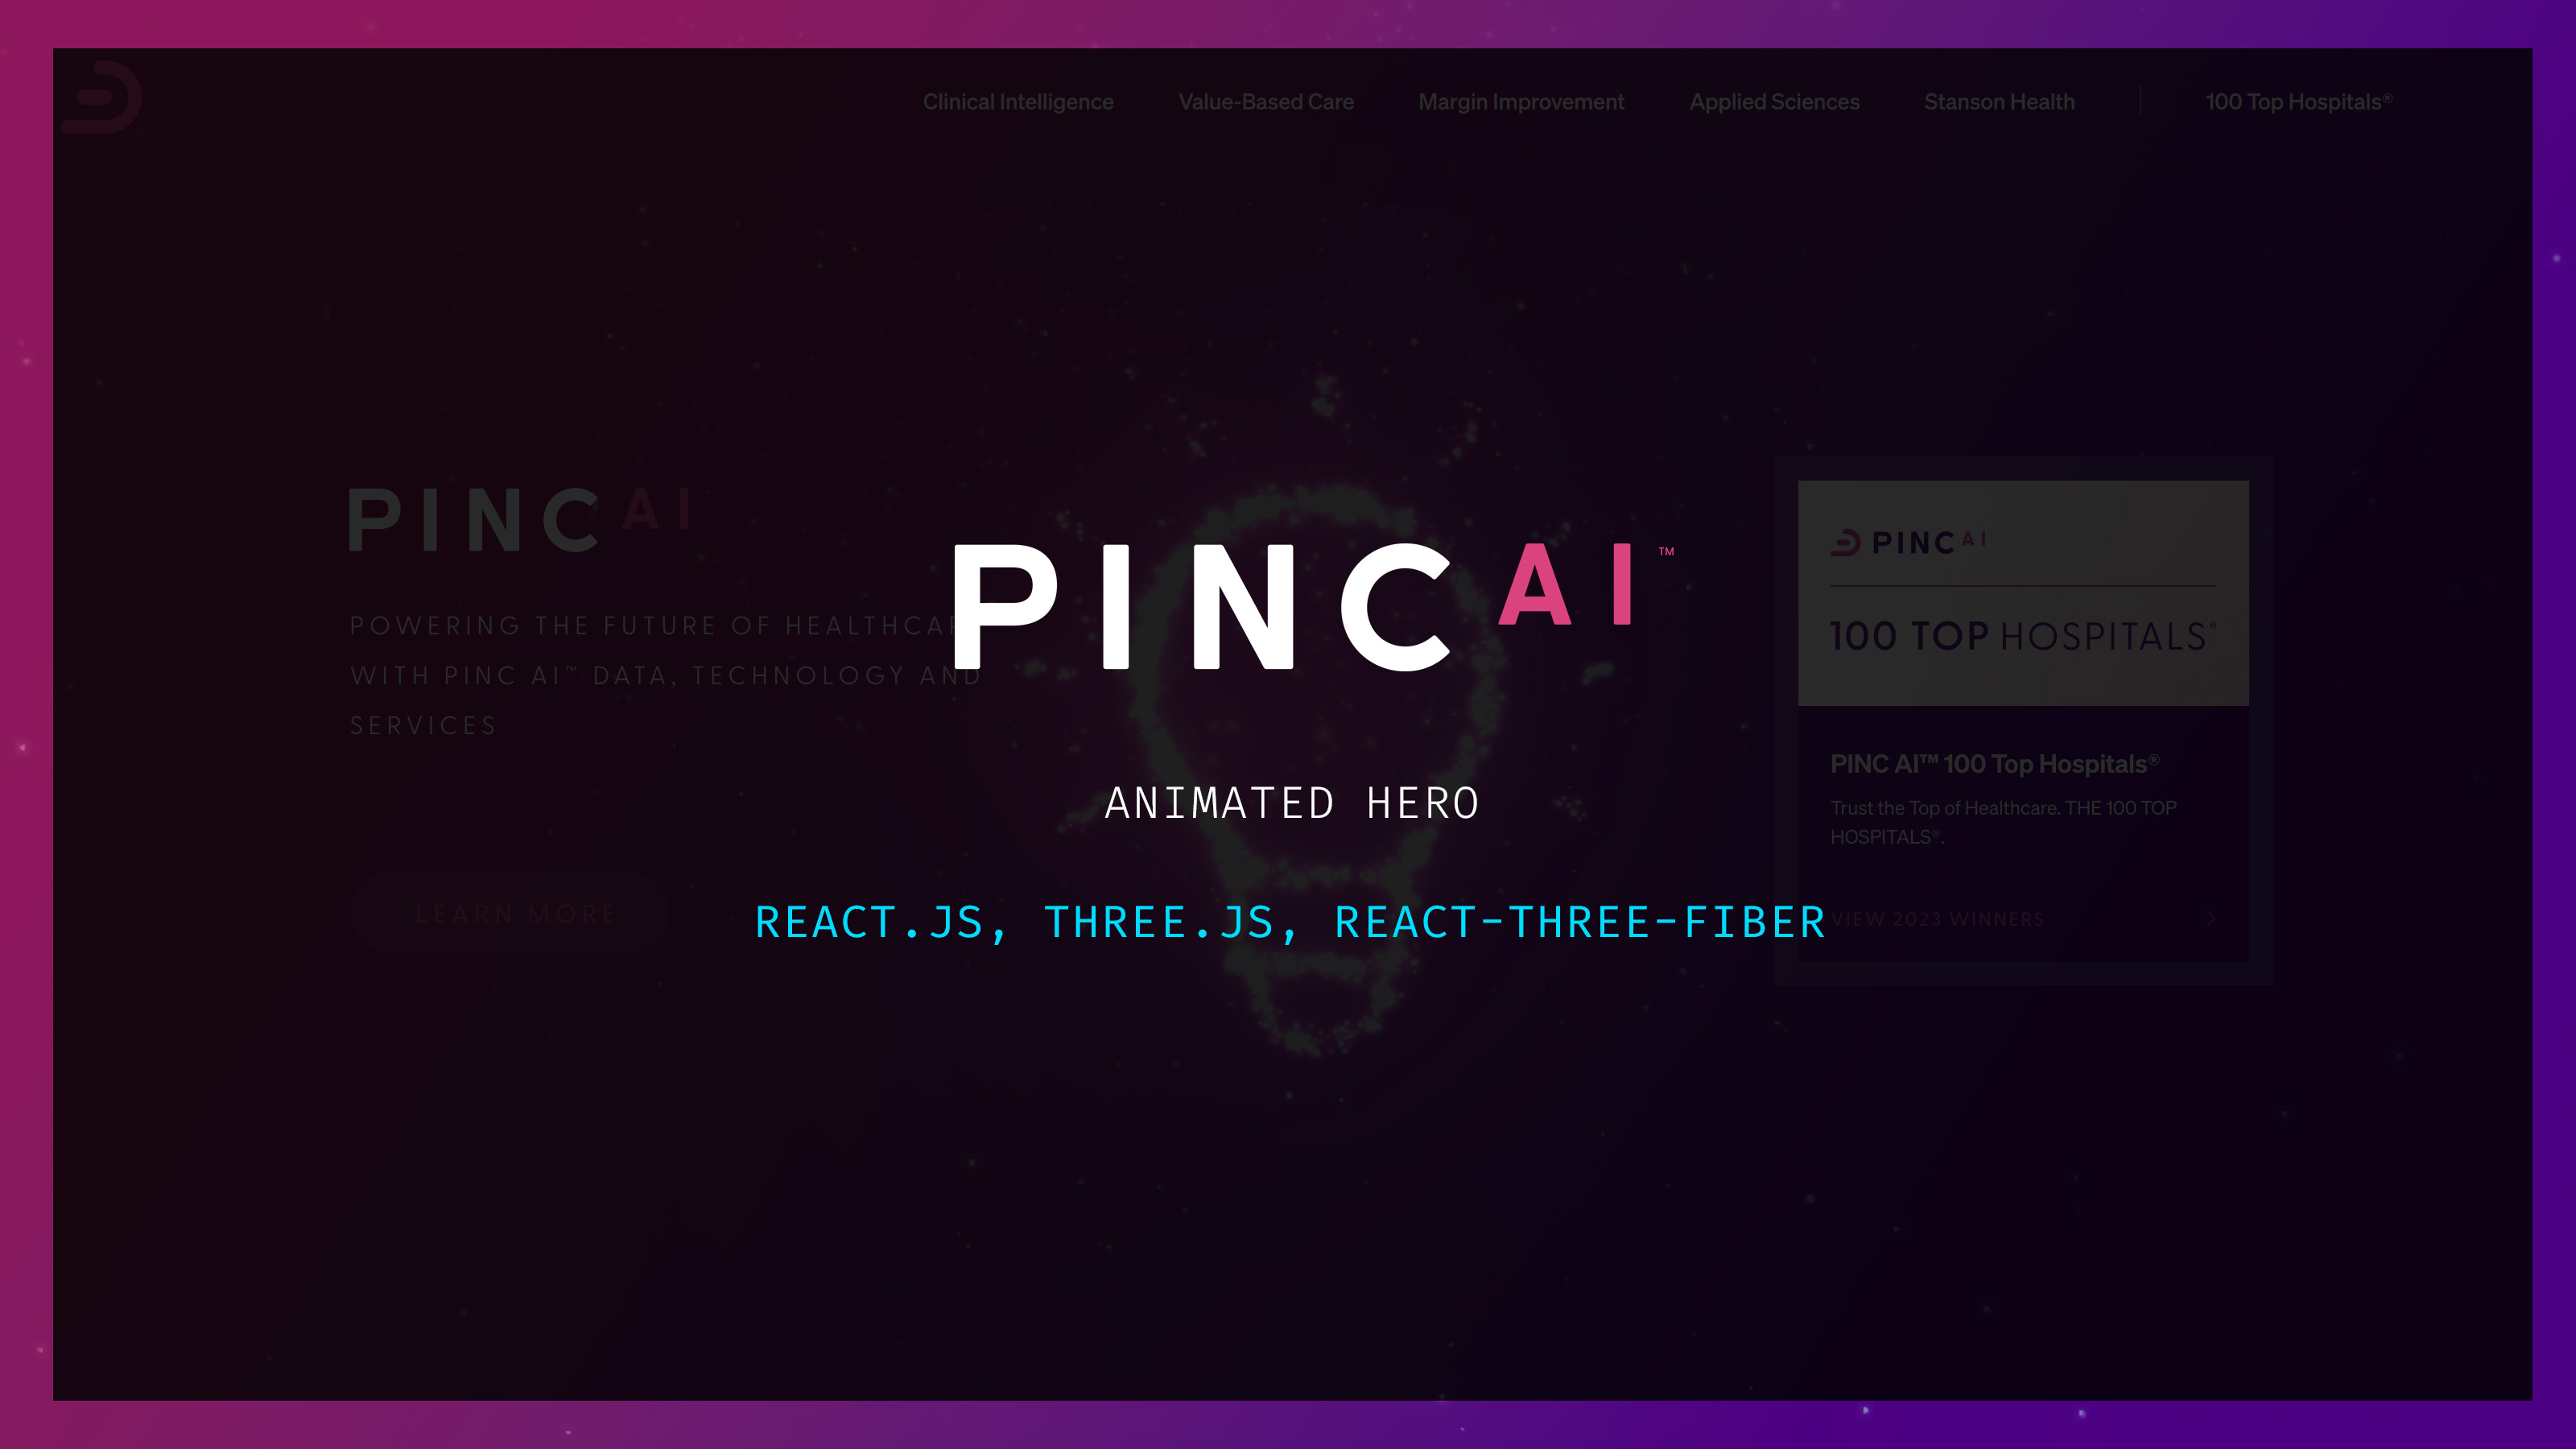 Clinical Intelligence Value-Based Care Margin Improvement Applied Sciences Stanson Health 100 Top Hospitals®
PINC AI
POWERING THE FUTURE OF HEALTHCA
WITH PINC AI™ DATA, TECHNOLOGY AND
SERVICES
LEARN MORE
PINC AI™
ANIMATED HERO
REACT.JS, THREE.JS, REACT-THREE-FIBER
PINC AI
100 TOP HOSPITALS®
PINC AI™ 100 Top Hospitals®
Trust the Top of Healthcare. THE 100 TOP
HOSPITALS®.
VIEW 2023 WINNERS